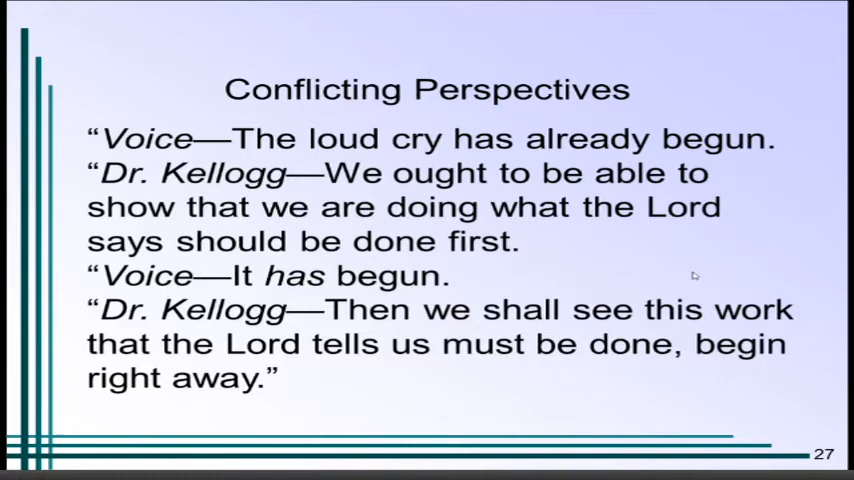 Conflicting Perspectives
“Voice—The loud cry has already begun.
“Dr. Kellogg—We ought to be able to
show that we are doing what the Lord
says should be done first.
“Voice—It has begun.
“Dr. Kellogg—Then we shall see this work
that the Lord tells us must be done, begin
right away.”
27